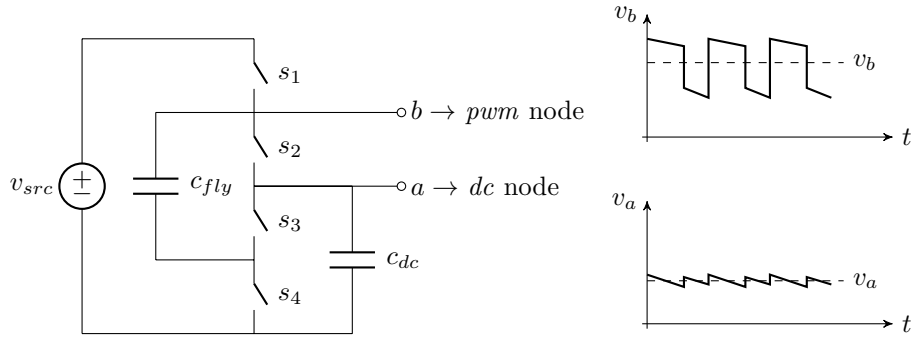 v_b
s_1
v_b
b → pwm node
s_2
t
v_src
±
c_fly
a → dc node
v_a
s_3
c_dc
v_a
s_4
t